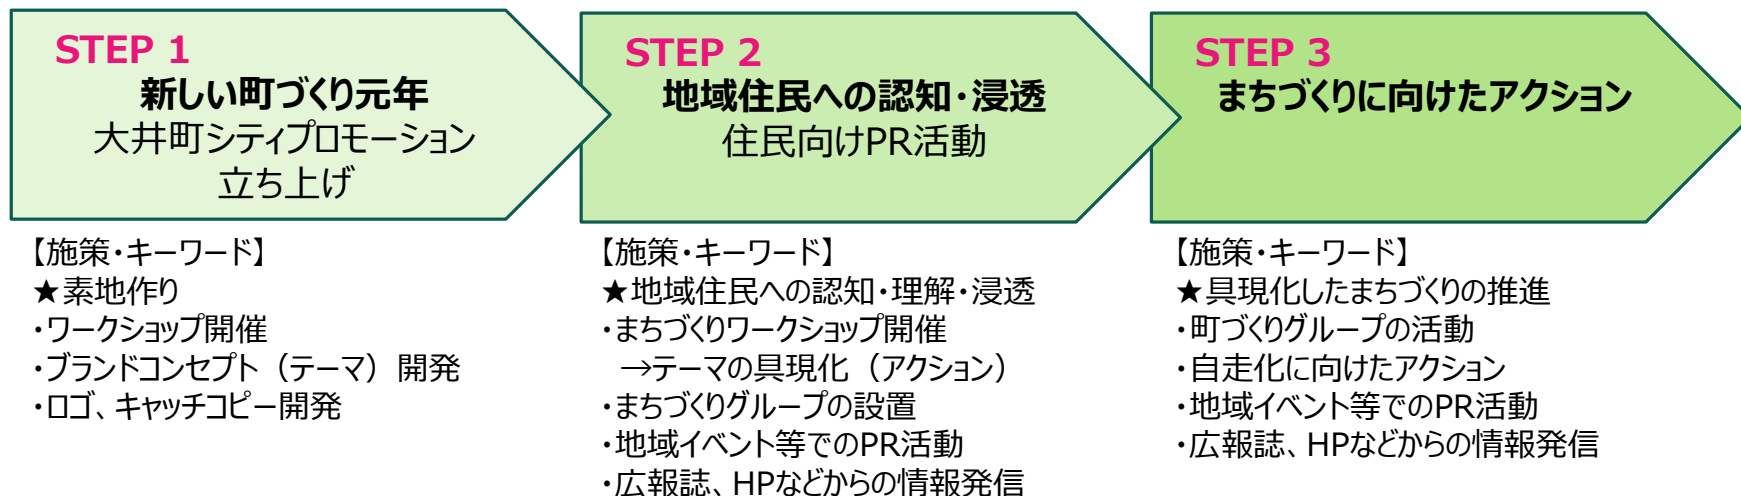 STEP 1
新しい町づくり元年
大井町シティプロモーション
立ち上げ
【施策・キーワード】
★素地作り
・ワークショップ開催
・ブランドコンセプト（テーマ）開発
・ロゴ、キャッチコピー開発
STEP 2
地域住民への認知・浸透
住民向けPR活動
【施策・キーワード】
★地域住民への認知・理解・浸透
・まちづくりワークショップ開催
→テーマの具現化（アクション）
・まちづくりグループの設置
・地域イベント等でのPR活動
・広報誌、HPなどからの情報発信
STEP 3
まちづくりに向けたアクション
【施策・キーワード】
★具現化したまちづくりの推進
・町づくりグループの活動
・自走化に向けたアクション
・地域イベント等でのPR活動
・広報誌、HPなどからの情報発信